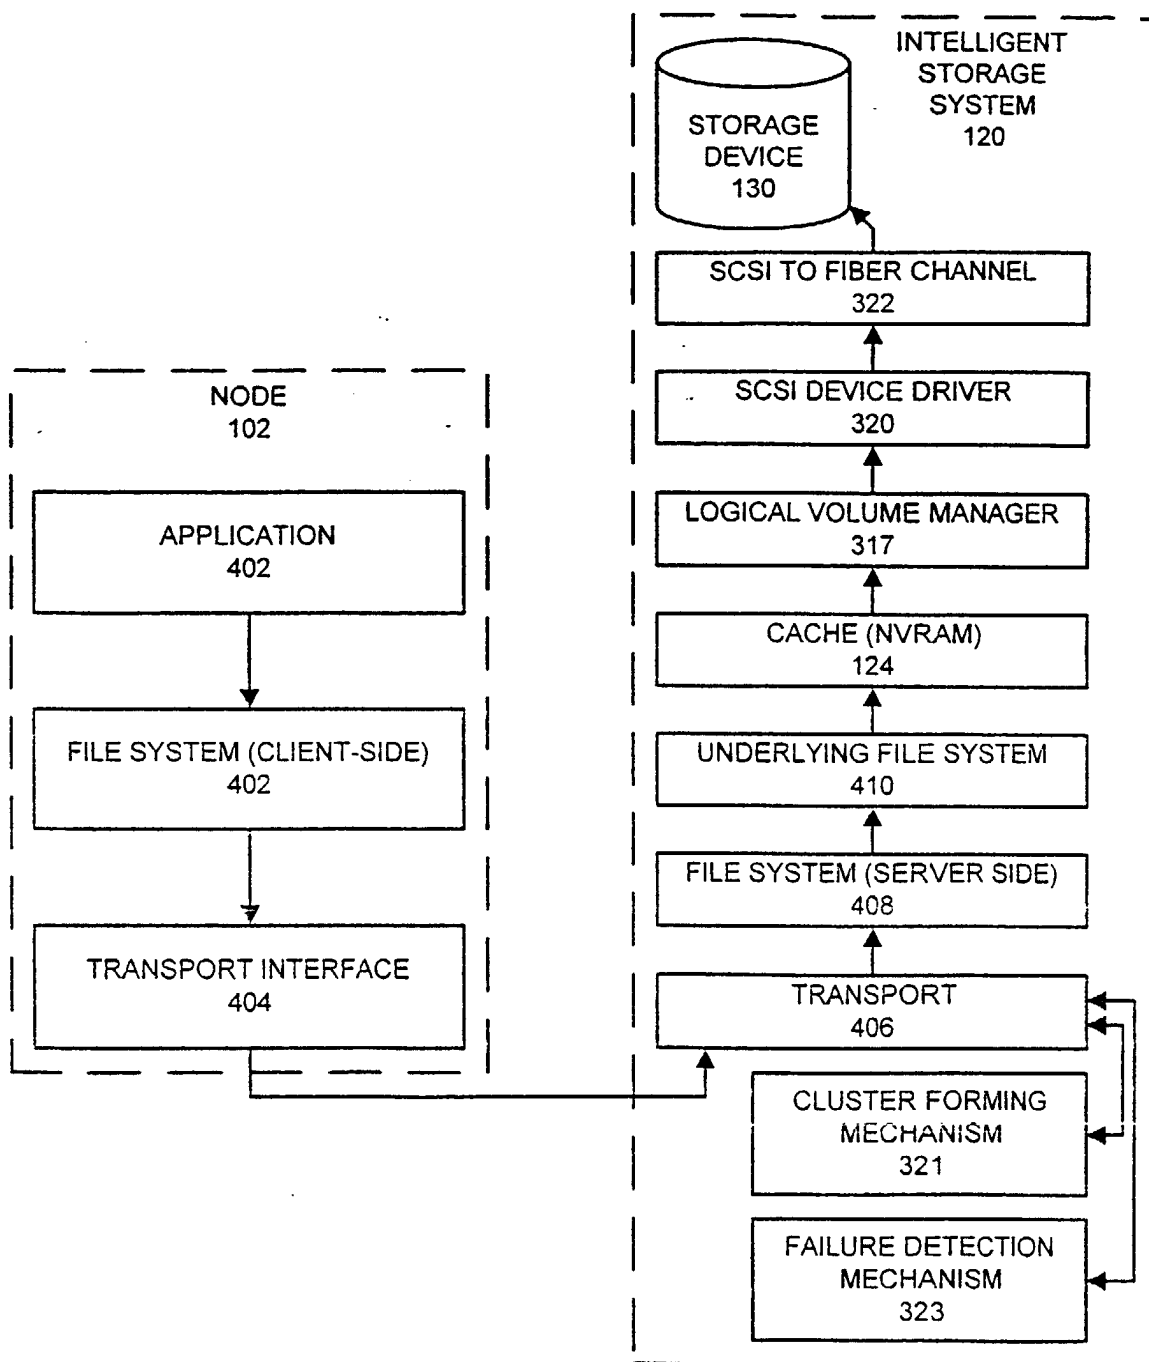 INTELLIGENT
STORAGE
SYSTEM
120
STORAGE
DEVICE
130
SCSI TO FIBER CHANNEL
322
SCSI DEVICE DRIVER
320
LOGICAL VOLUME MANAGER
317
CACHE (NVRAM)
124
UNDERLYING FILE SYSTEM
410
FILE SYSTEM (SERVER SIDE)
408
TRANSPORT
406
CLUSTER FORMING
MECHANISM
321
FAILURE DETECTION
MECHANISM
323
NODE
102
APPLICATION
402
FILE SYSTEM (CLIENT-SIDE)
402
TRANSPORT INTERFACE
404